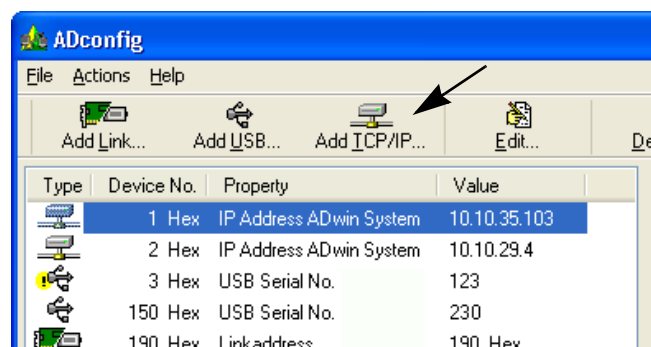 ADconfig
File Actions Help
Add Link... Add USB... Add TCP/IP... Edit... De
Type Device No. Property Value
1 Hex IP Address ADwin System 10.10.35.103
2 Hex IP Address ADwin System 10.10.29.4
3 Hex USB Serial No. 123
150 Hex USB Serial No. 230
190 Hex Linkaddress 190 Hex